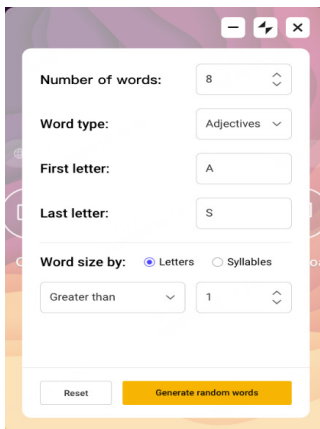 Number of words: 8
Word type: Adjectives
First letter: A
Last letter: S
Word size by: Letters Syllables
Greater than 1
Reset Generate random words